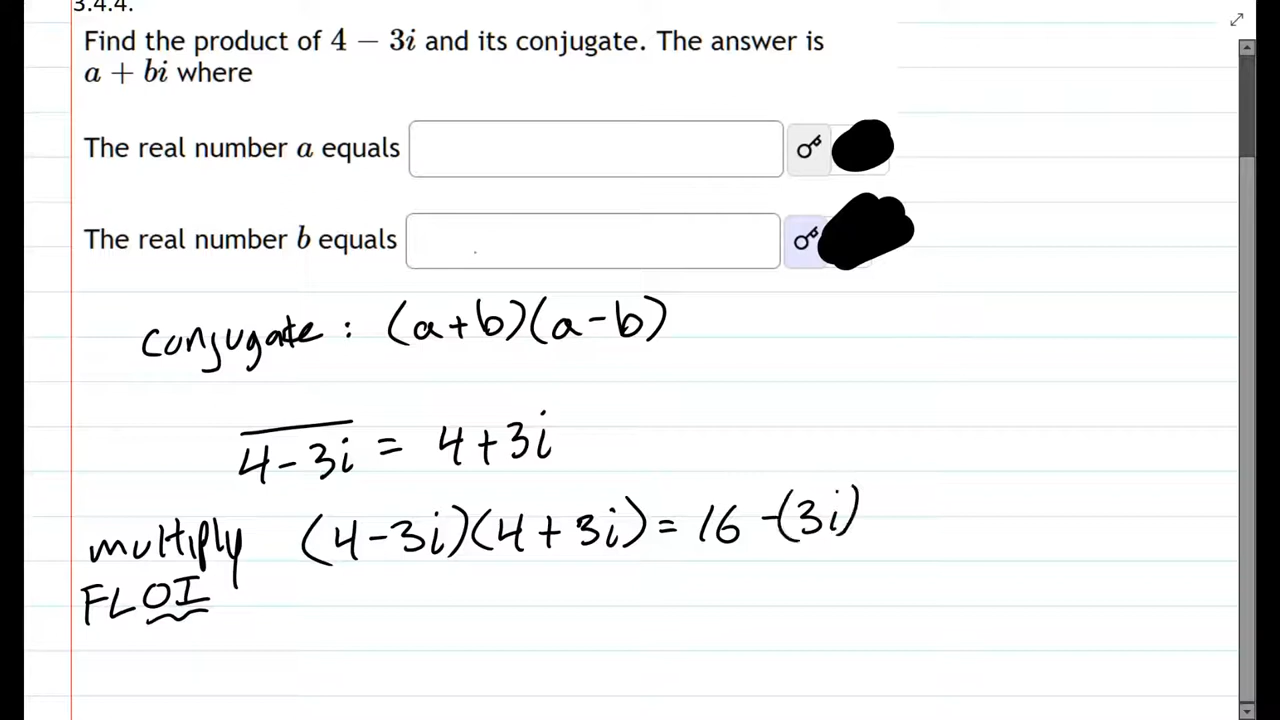 3.4.4.
Find the product of 4 − 3i and its conjugate. The answer is
a + bi where
The real number a equals
The real number b equals
conjugate : (a+b)(a-b)
4-3i = 4+3i
multiply (4-3i)(4+3i) = 16 -(3i)
FLOI